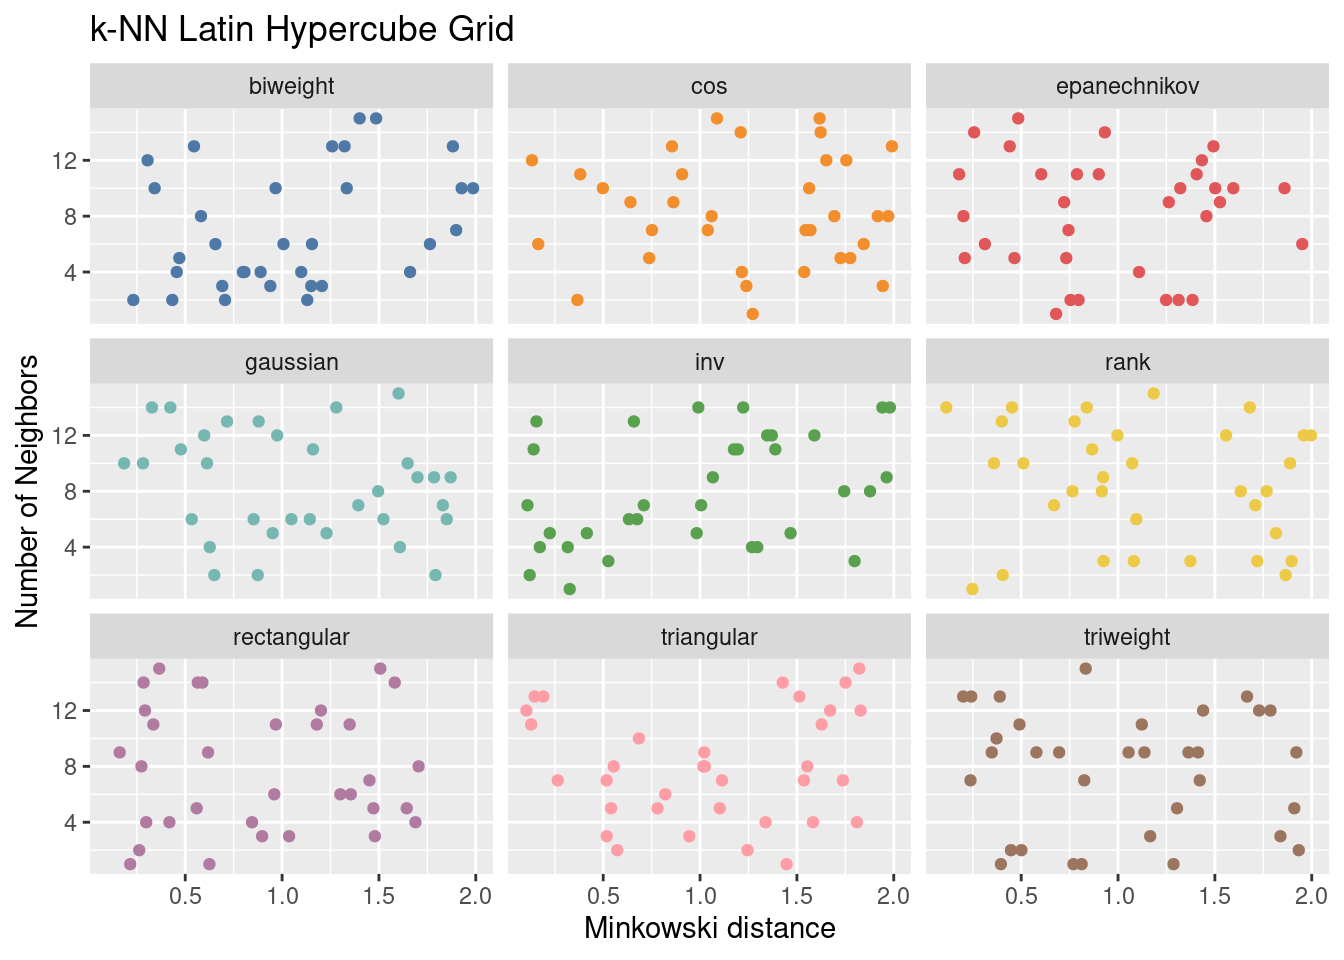 k-NN Latin Hypercube Grid
biweight cos epanechnikov
12
8
4
gaussian inv rank
12
8
4
Number of Neighbors
rectangular triangular triweight
12
8
4
0.5 1.0 1.5 2.0 0.5 1.0 1.5 2.0 0.5 1.0 1.5 2.0
Minkowski distance